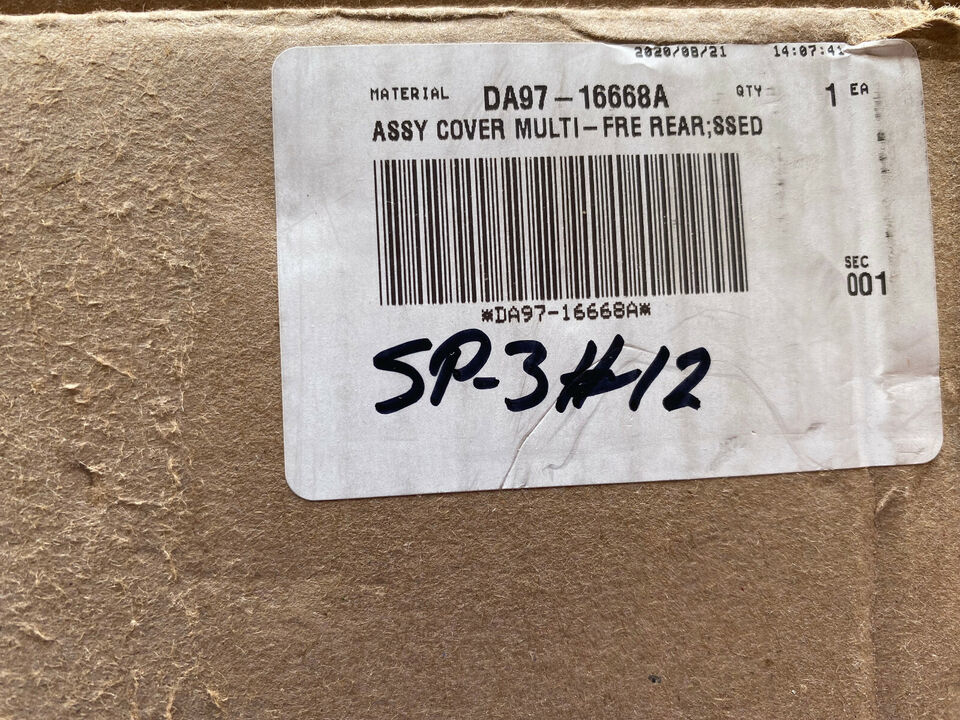 2020/08/21 14:07:41
MATERIAL DA97-16668A QTY 1 EA
ASSY COVER MULTI-FRE REAR;SSED
*DA97-16668A*
SEC
001
SP-3#12